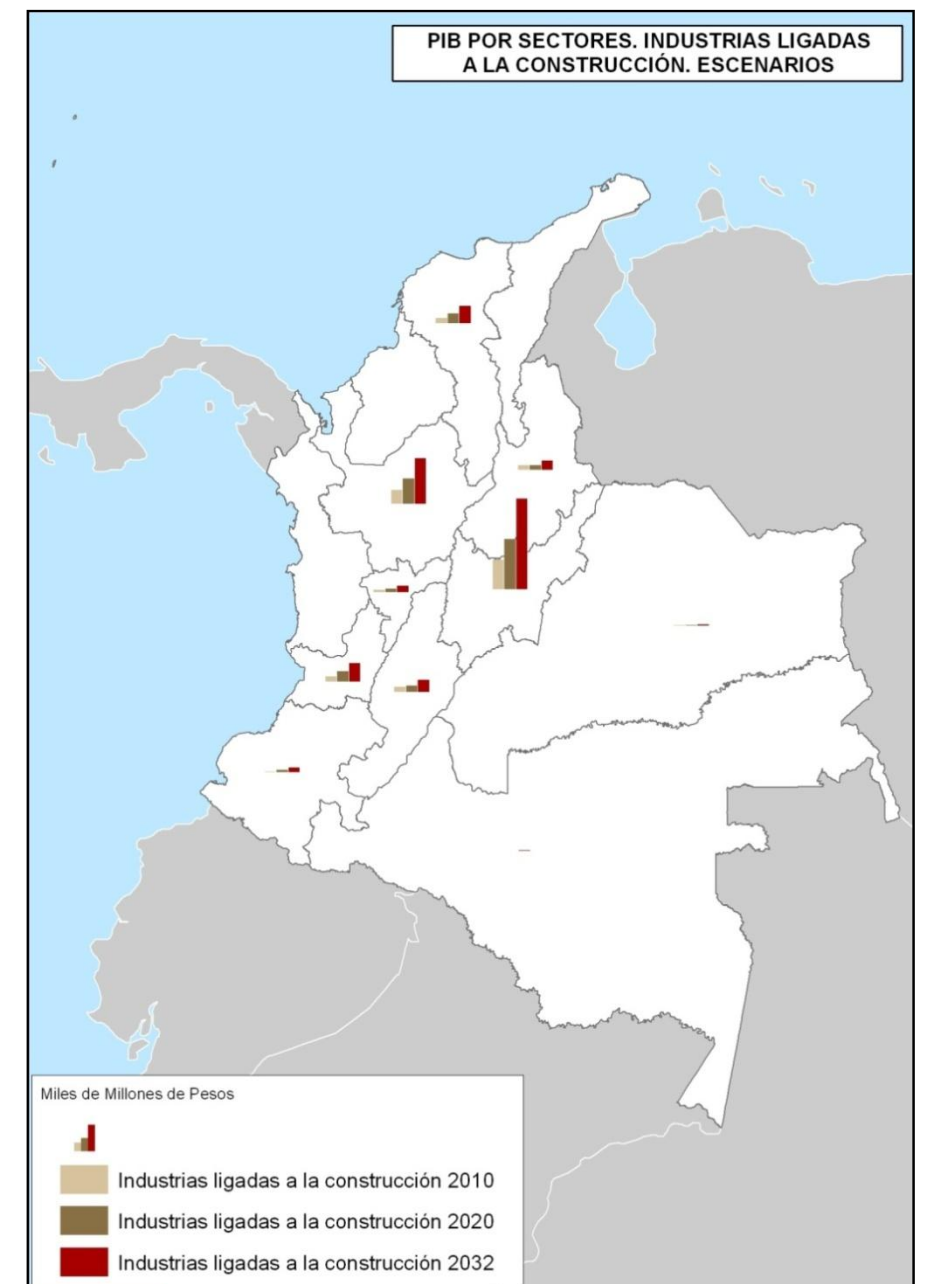 PIB POR SECTORES. INDUSTRIAS LIGADAS
A LA CONSTRUCCIÓN. ESCENARIOS
Miles de Millones de Pesos
Industrias ligadas a la construcción 2010
Industrias ligadas a la construcción 2020
Industrias ligadas a la construcción 2032